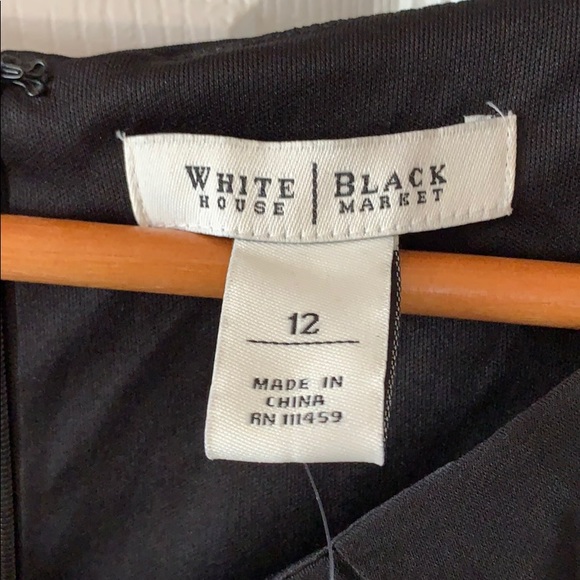 WHITE | BLACK
HOUSE | MARKET
12
MADE IN
CHINA
RN 111459